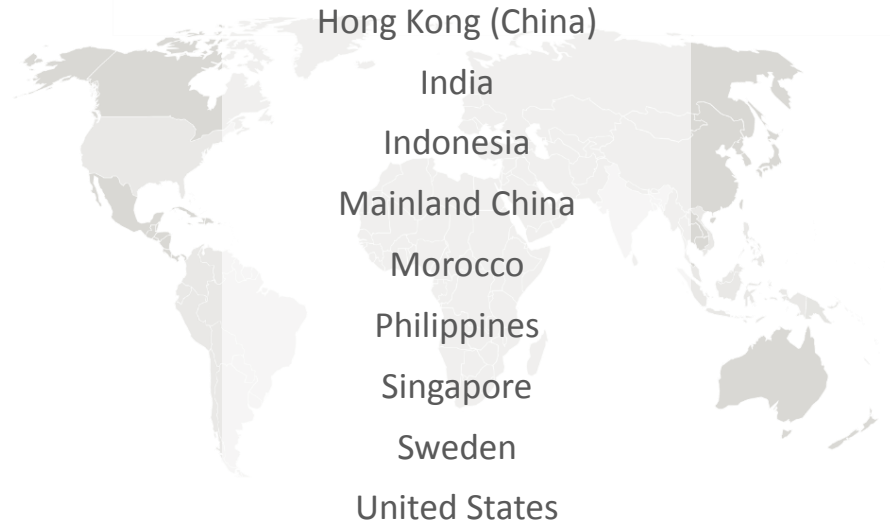 Hong Kong (China)
India
Indonesia
Mainland China
Morocco
Philippines
Singapore
Sweden
United States